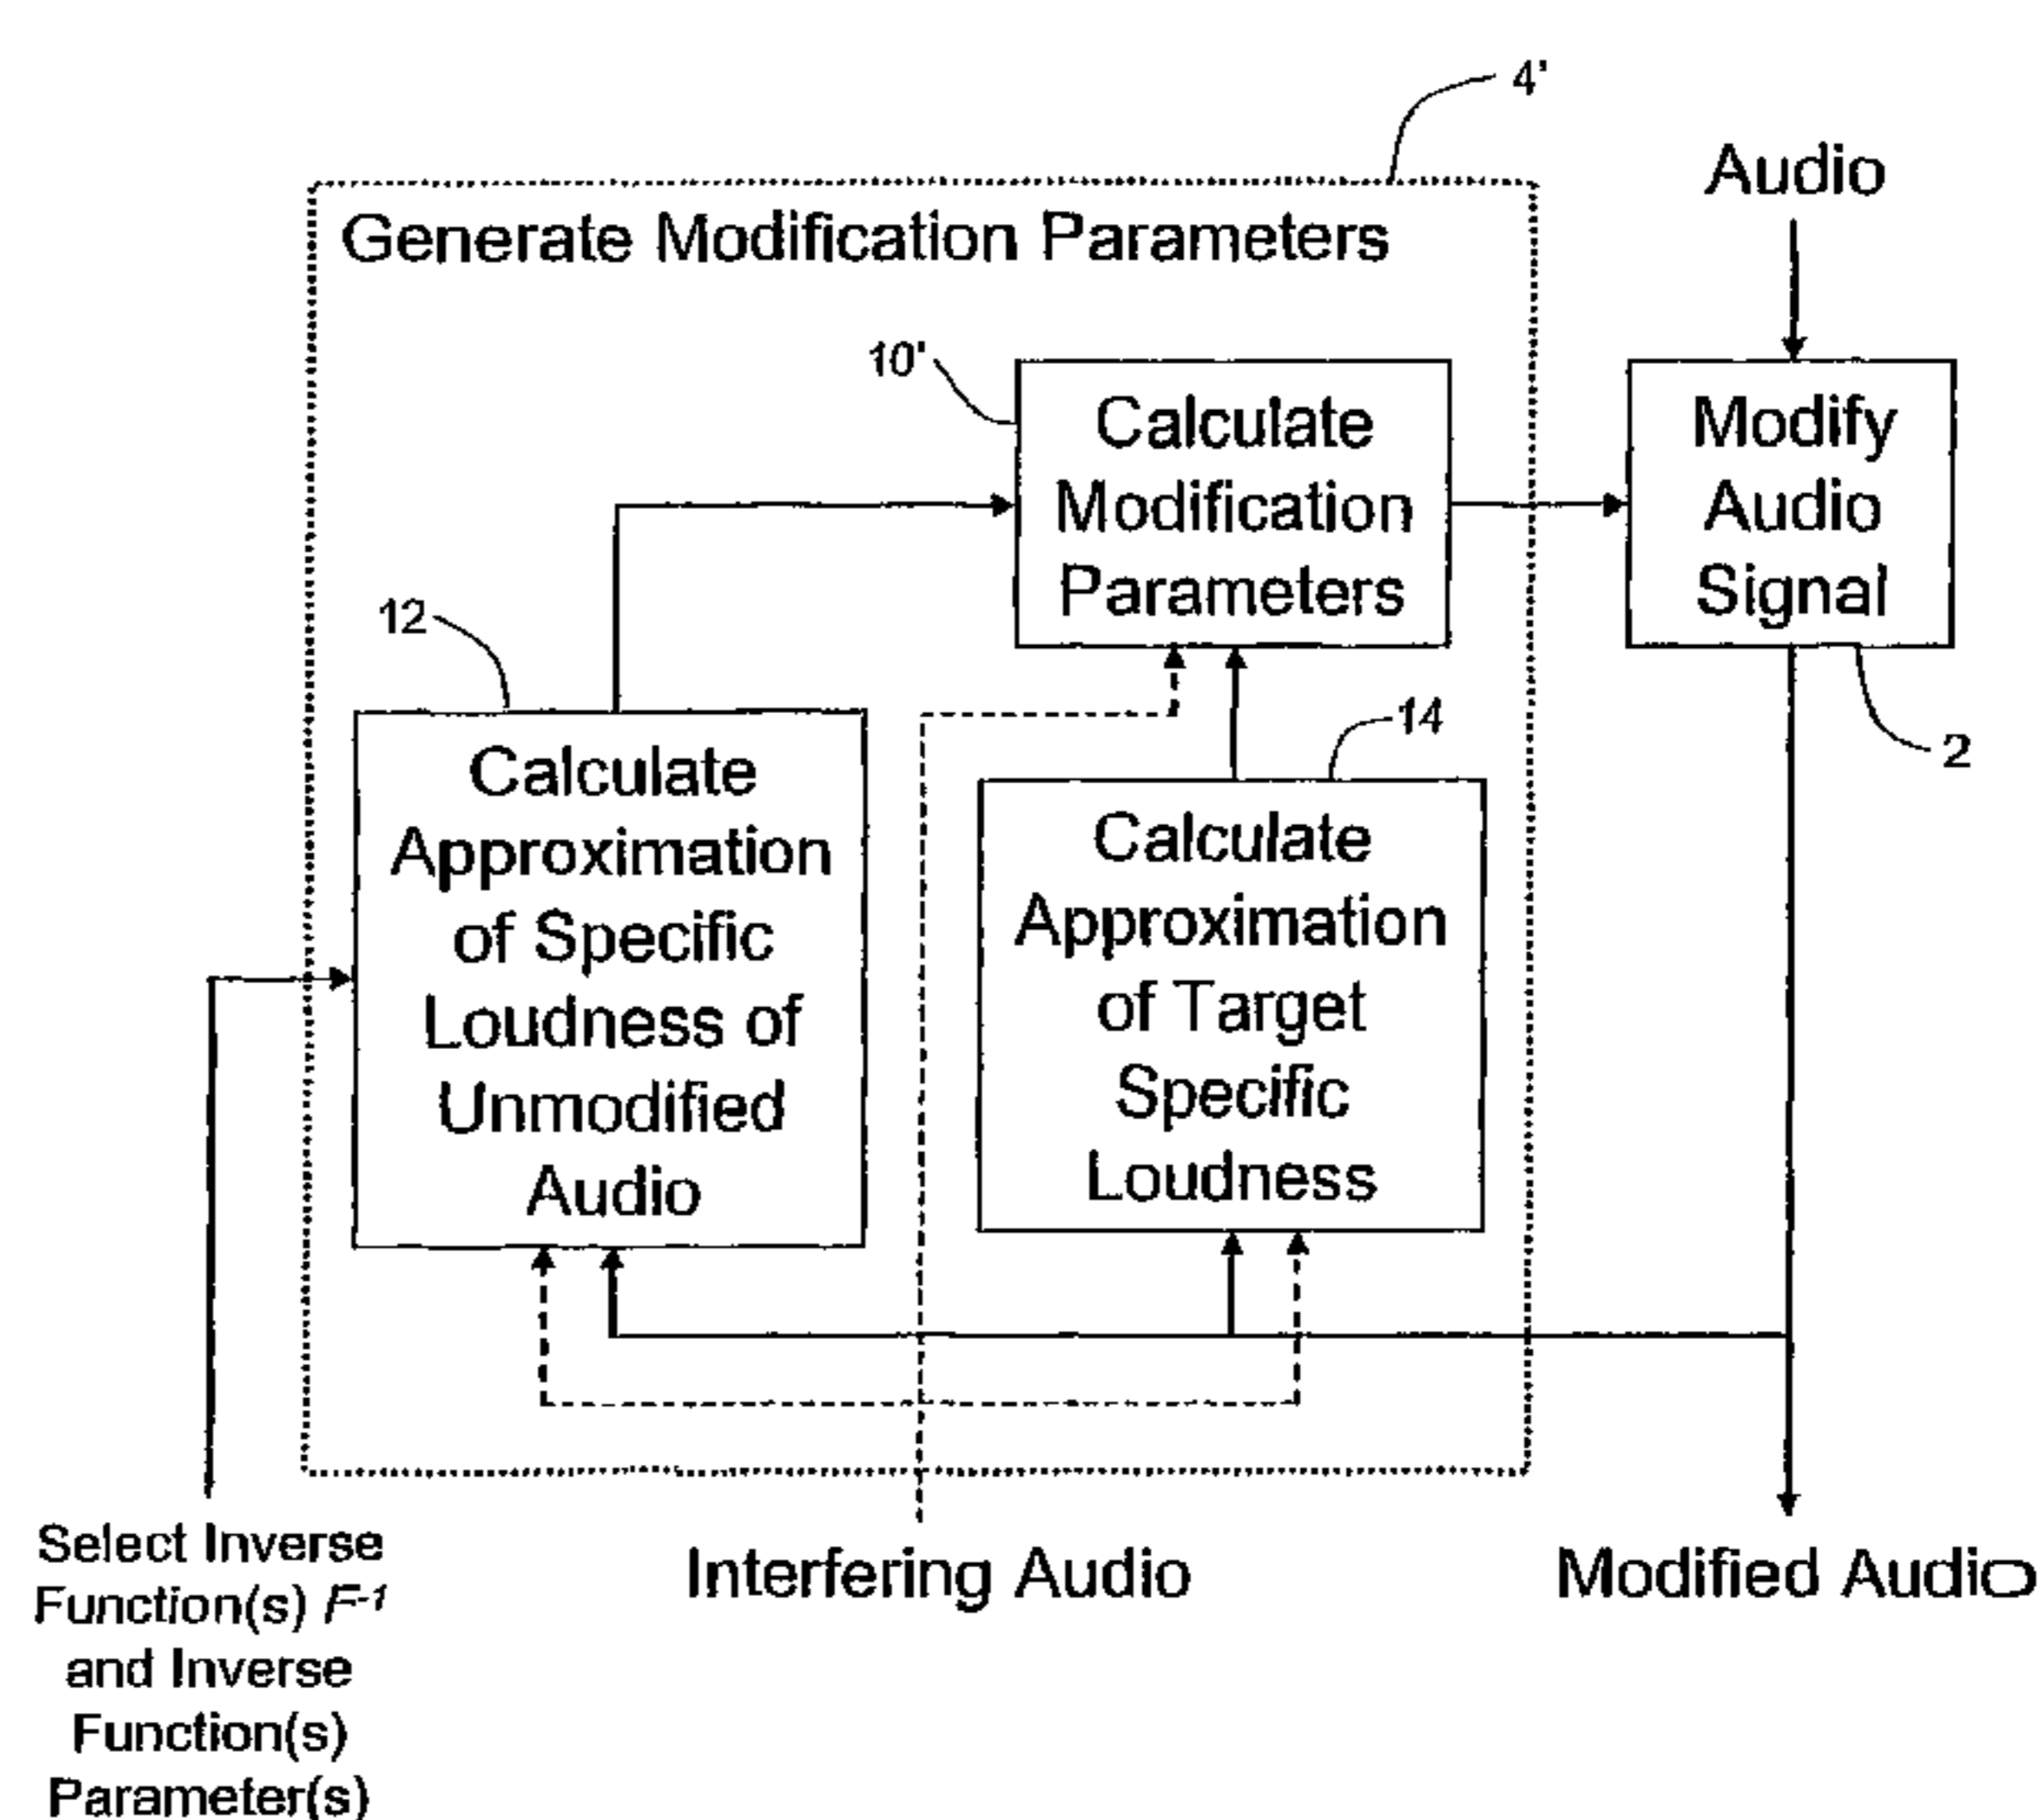 4'
Audio
Generate Modification Parameters
10'
Calculate
Modification
Parameters
Modify
Audio
Signal
12
Calculate
Approximation
of Specific
Loudness of
Unmodified
Audio
14
Calculate
Approximation
of Target
Specific
Loudness
2
Select Inverse
Function(s) F-1
and Inverse
Function(s)
Parameter(s)
Interfering Audio
Modified Audio